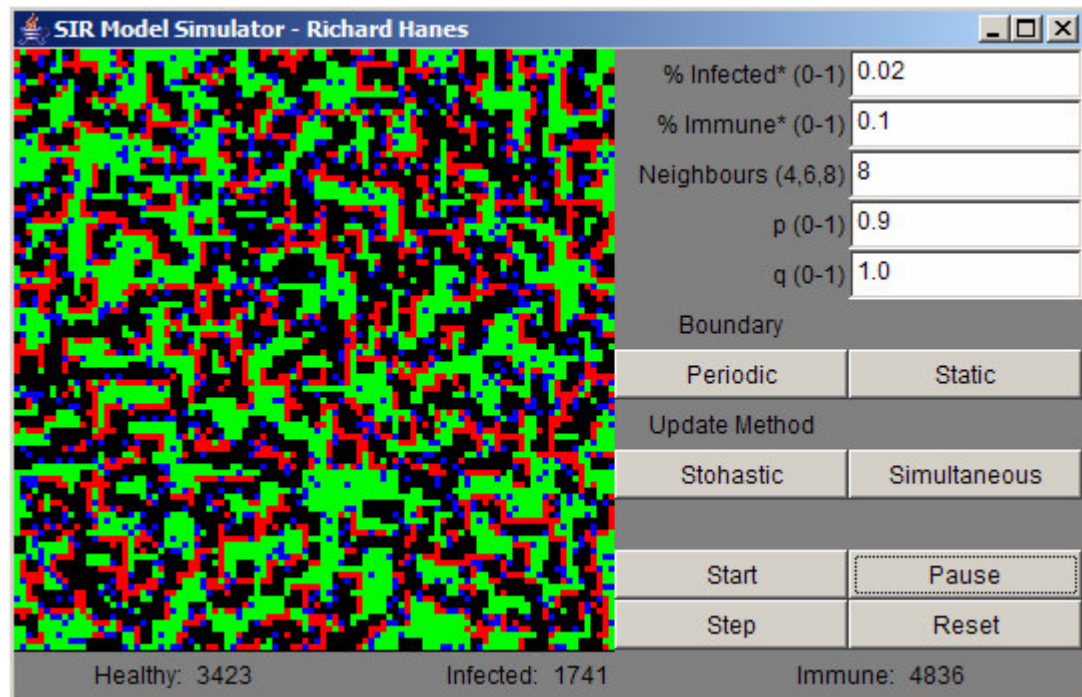 SIR Model Simulator - Richard Hanes
% Infected* (0-1) 0.02
% Immune* (0-1) 0.1
Neighbours (4,6,8) 8
p (0-1) 0.9
q (0-1) 1.0
Boundary
Periodic Static
Update Method
Stohastic Simultaneous
Start Pause
Step Reset
Healthy: 3423 Infected: 1741 Immune: 4836